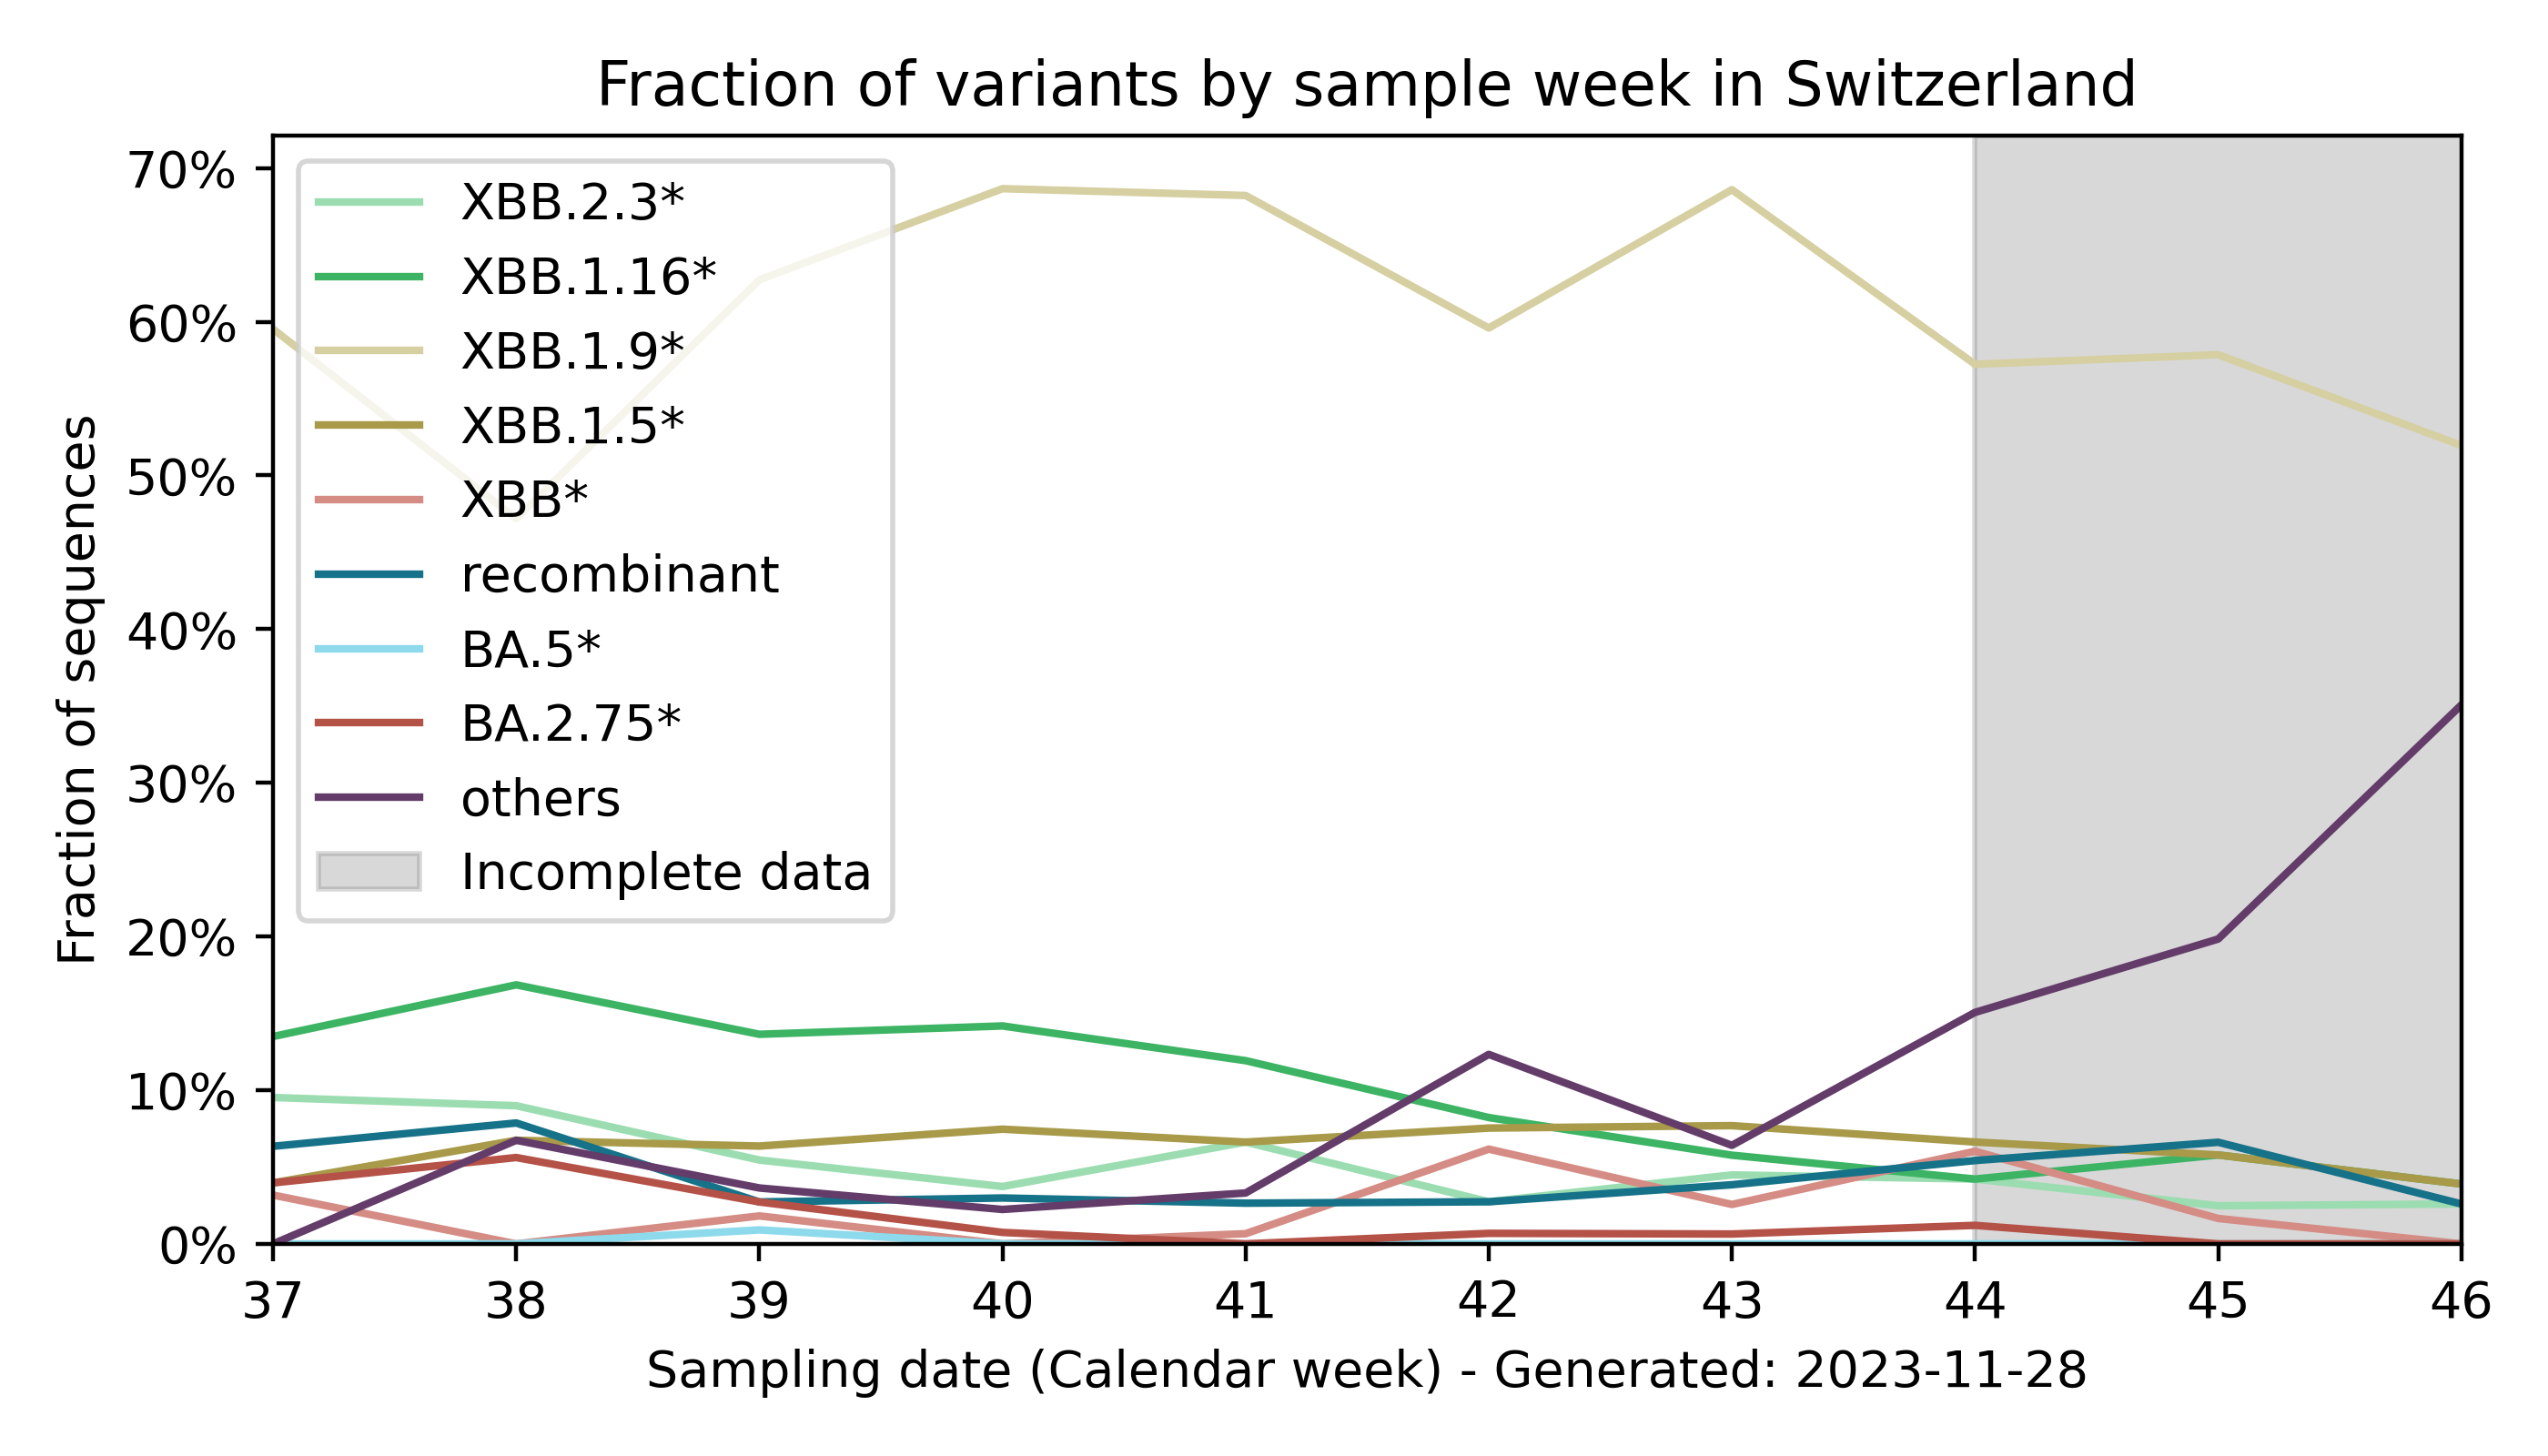 Fraction of variants by sample week in Switzerland
Fraction of sequences
70%
60%
50%
40%
30%
20%
10%
0%
XBB.2.3*
XBB.1.16*
XBB.1.9*
XBB.1.5*
XBB*
recombinant
BA.5*
BA.2.75*
others
Incomplete data
37 38 39 40 41 42 43 44 45 46
Sampling date (Calendar week) - Generated: 2023-11-28